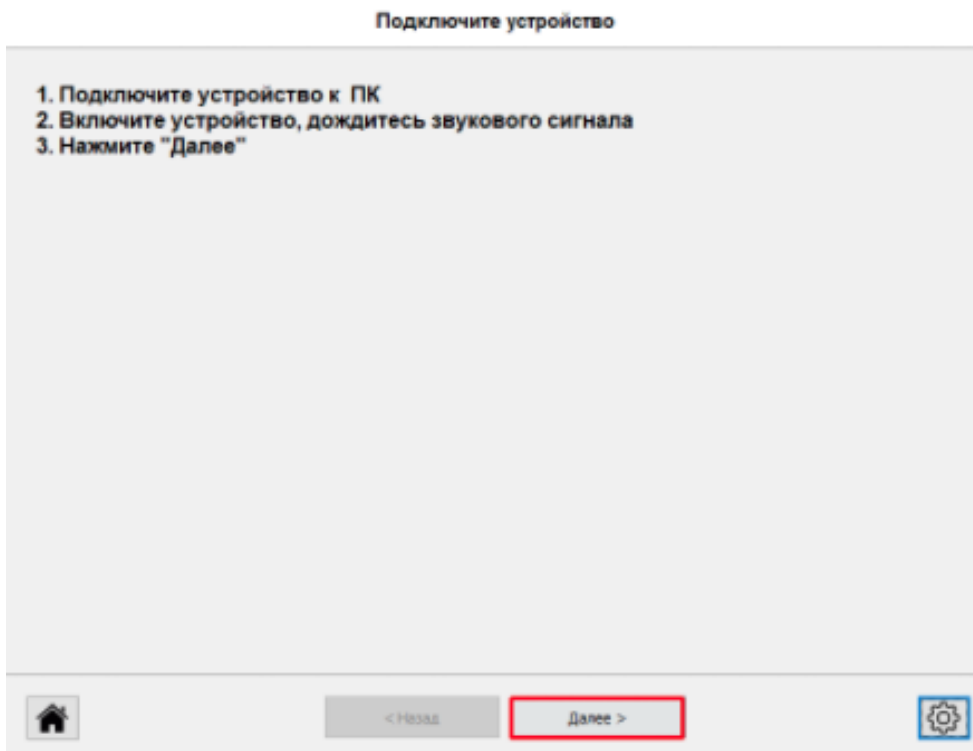 Подключите устройство
1. Подключите устройство к ПК
2. Включите устройство, дождитесь звукового сигнала
3. Нажмите "Далее"
< Назад
Далее >